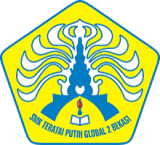 SMK TERATAI PUTIH GLOBAL 2 BEKASI